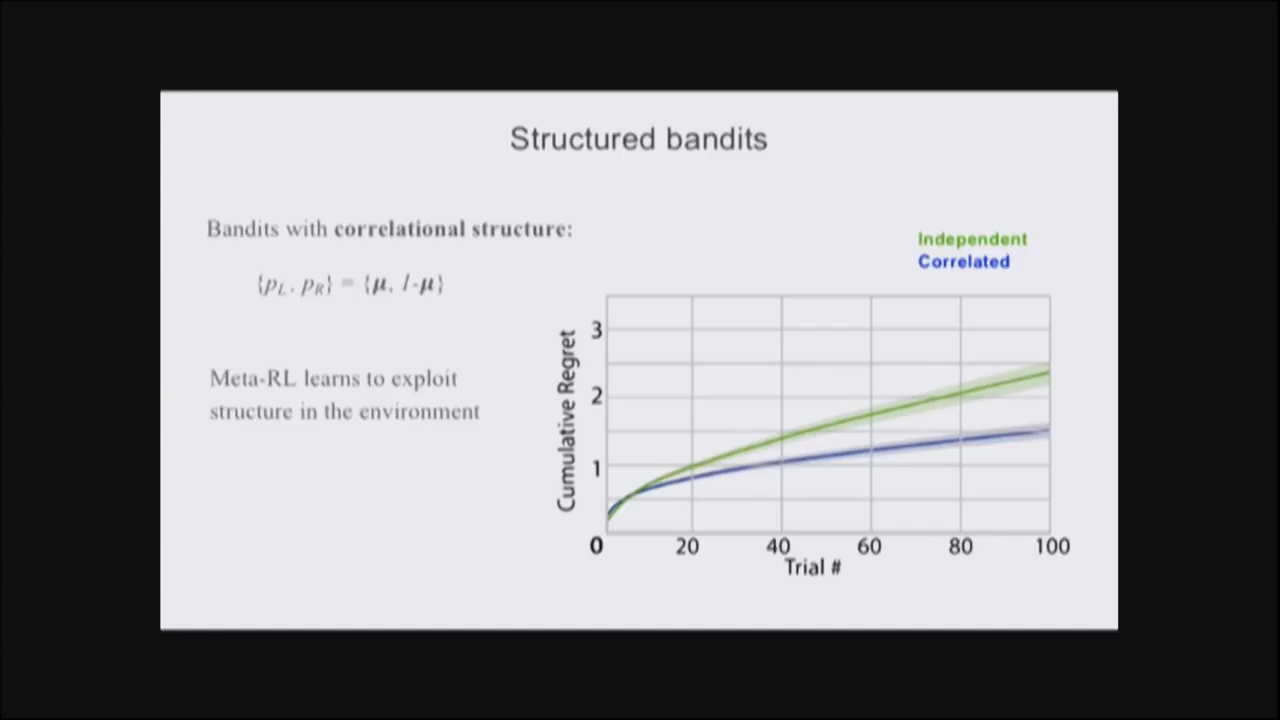 Structured bandits
Bandits with correlational structure:
{pL, pR} = {μ, 1-μ}
Meta-RL learns to exploit
structure in the environment
Independent
Correlated
Cumulative Regret
3
2
1
0
20
40
60
80
100
Trial #